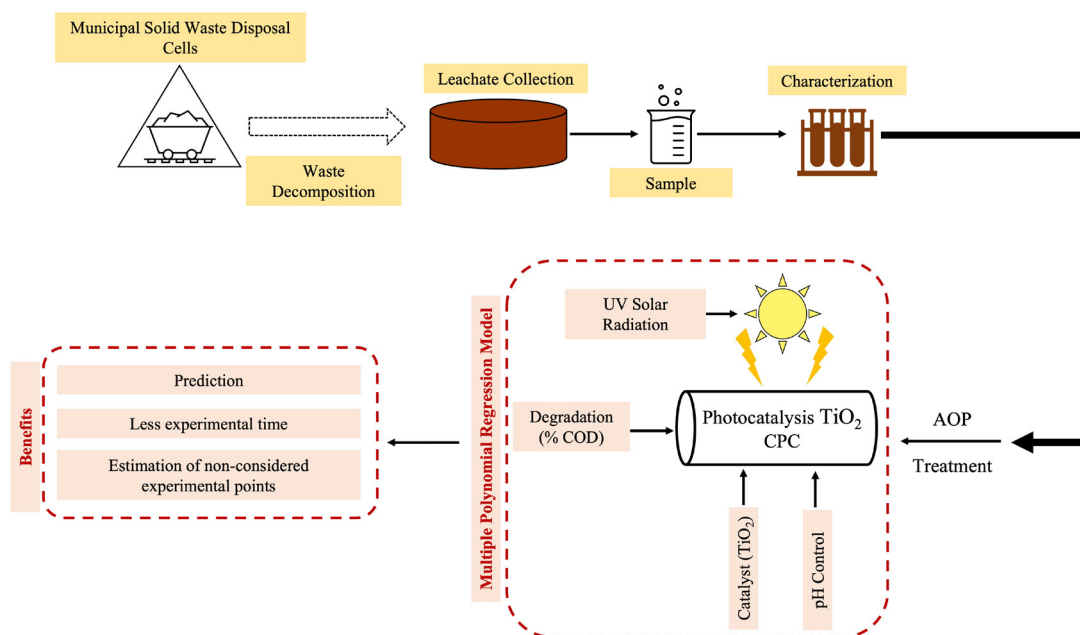 Municipal Solid Waste Disposal
Cells
Leachate Collection
Characterization
Waste
Decomposition
Sample
UV Solar
Radiation
Multiple Polynomial Regression Model
Degradation
(% COD)
Photocatalysis TiO₂
CPC
AOP
Treatment
Catalyst (TiO₂)
pH Control
Benefits
Prediction
Less experimental time
Estimation of non-considered
experimental points